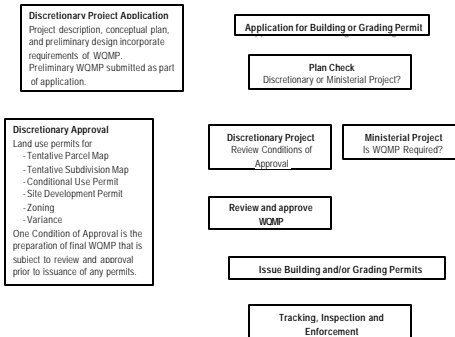 Discretionary Project Application
Project description, conceptual plan,
and preliminary design incorporate
requirements of WQMP.
Preliminary WQMP submitted as part
of application.
Application for Building or Grading Permit
Plan Check
Discretionary or Ministerial Project?
Discretionary Approval
Land use permits for
- Tentative Parcel Map
- Tentative Subdivision Map
- Conditional Use Permit
- Site Development Permit
- Zoning
- Variance
One Condition of Approval is the
preparation of final WQMP that is
subject to review and approval
prior to issuance of any permits.
Discretionary Project
Review Conditions of
Approval
Ministerial Project
Is WQMP Required?
Review and approve
WQMP
Issue Building and/or Grading Permits
Tracking, Inspection and
Enforcement